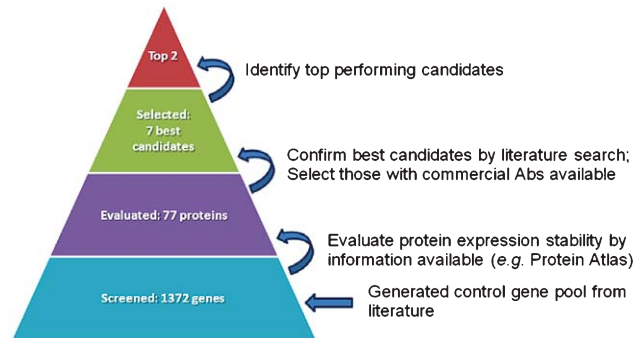 Top 2
Identify top performing candidates
Selected:
7 best
candidates
Confirm best candidates by literature search;
Select those with commercial Abs available
Evaluated: 77 proteins
Evaluate protein expression stability by
information available (e.g. Protein Atlas)
Screened: 1372 genes
Generated control gene pool from
literature